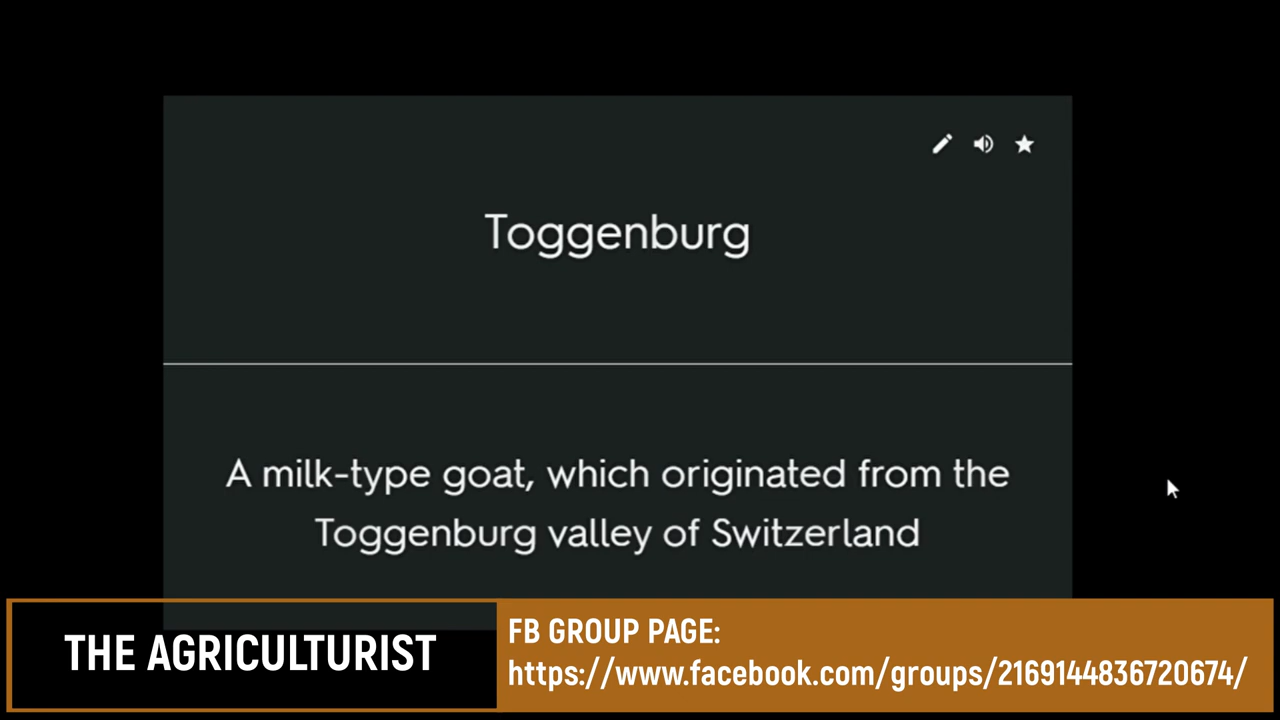 Toggenburg
A milk-type goat, which originated from the
Toggenburg valley of Switzerland
THE AGRICULTURIST
FB GROUP PAGE:
https://www.facebook.com/groups/2169144836720674/